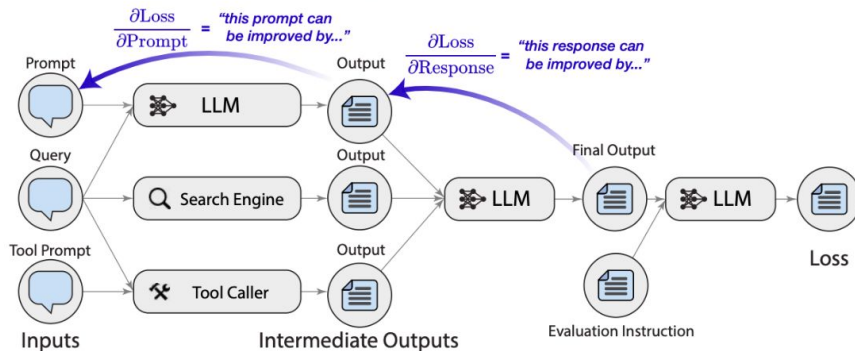 ∂Loss
∂Prompt
=
“this prompt can
be improved by...”
∂Loss
∂Response
=
“this response can
be improved by...”
Prompt
Output
LLM
Query
Output
Final Output
Search Engine
LLM
LLM
Tool Prompt
Output
Loss
Tool Caller
Evaluation Instruction
Inputs
Intermediate Outputs